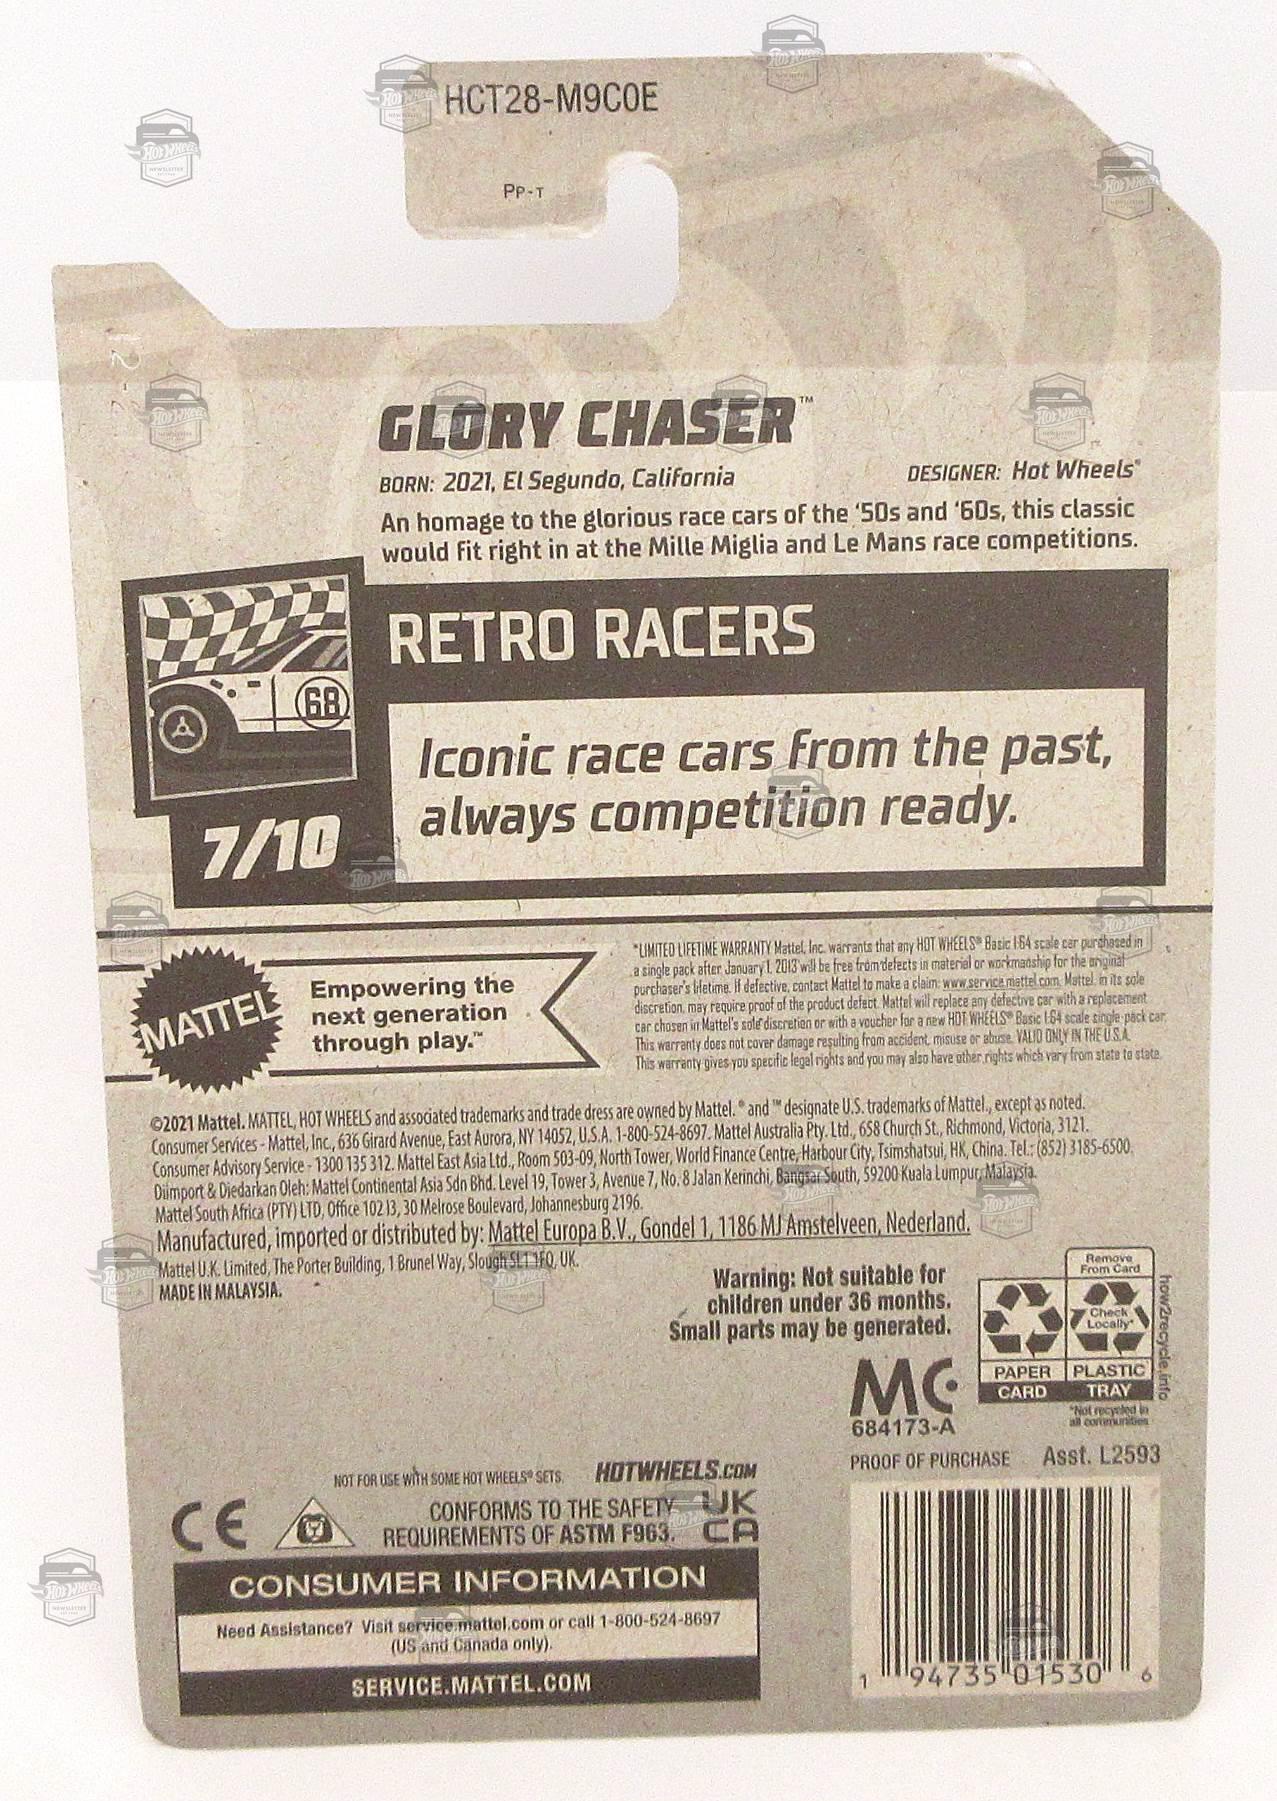 HCT28-M9C0E
PP-T
GLORY CHASER™
BORN: 2021, El Segundo, California
DESIGNER: Hot Wheels®
An homage to the glorious race cars of the '50s and '60s, this classic
would fit right in at the Mille Miglia and Le Mans race competitions.
RETRO RACERS
68
Iconic race cars from the past,
always competition ready.
7/10
MATTEL
Empowering the
next generation
through play.™
*LIMITED LIFETIME WARRANTY Mattel, Inc. warrants that any HOT WHEELS® Basic 1:64 scale car purchased in
a single pack after January 1, 2013 will be free from defects in material or workmanship for the original
purchaser's lifetime. If defective, contact Mattel to make a claim: www.service.mattel.com. Mattel, in its sole
discretion, may require proof of the product defect. Mattel will replace any defective car with a replacement
car chosen in Mattel's sole discretion or with a voucher for a new HOT WHEELS® Basic 1:64 scale single-pack car.
This warranty does not cover damage resulting from accident, misuse or abuse. VALID ONLY IN THE U.S.A.
This warranty gives you specific legal rights and you may also have other rights which vary from state to state.
©2021 Mattel. MATTEL, HOT WHEELS and associated trademarks and trade dress are owned by Mattel. ® and ™ designate U.S. trademarks of Mattel., except as noted.
Consumer Services - Mattel, Inc., 636 Girard Avenue, East Aurora, NY 14052, U.S.A. 1-800-524-8697. Mattel Australia Pty. Ltd., 658 Church St., Richmond, Victoria, 3121.
Consumer Advisory Service - 1300 135 312. Mattel East Asia Ltd., Room 503-09, North Tower, World Finance Centre, Harbour City, Tsimshatsui, HK, China. Tel.: (852) 3185-6500.
Diimport & Diedarkan Oleh: Mattel Continental Asia Sdn Bhd. Level 19, Tower 3, Avenue 7, No. 8 Jalan Kerinchi, Bangsar South, 59200 Kuala Lumpur, Malaysia.
Mattel South Africa (PTY) LTD, Office 102 I3, 30 Melrose Boulevard, Johannesburg 2196.
Manufactured, imported or distributed by: Mattel Europa B.V., Gondel 1, 1186 MJ Amstelveen, Nederland.
Mattel U.K. Limited, The Porter Building, 1 Brunel Way, Slough SL1 1FQ, UK.
MADE IN MALAYSIA.
Warning: Not suitable for
children under 36 months.
Small parts may be generated.
Remove
From Card
Check
Locally*
PAPER
CARD
PLASTIC
TRAY
*Not recycled in
all communities
how2recycle.info
MC
684173-A
PROOF OF PURCHASE
Asst. L2593
NOT FOR USE WITH SOME HOT WHEELS® SETS.
HOTWHEELS.COM
CE
CONFORMS TO THE SAFETY
REQUIREMENTS OF ASTM F963.
UK
CA
CONSUMER INFORMATION
Need Assistance? Visit service.mattel.com or call 1-800-524-8697
(US and Canada only).
SERVICE.MATTEL.COM
1 94735 01530 6